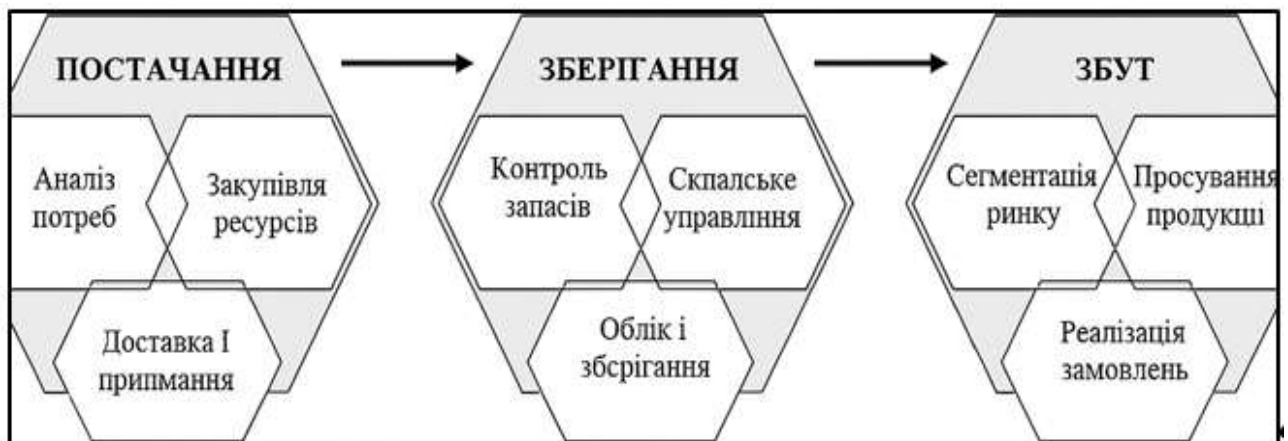 ПОСТАЧАННЯ
Аналіз
потреб
Закупівля
ресурсів
Доставка І
припмання
ЗБЕРІГАННЯ
Контроль
запасів
Скпалське
управління
Облік і
збсрігання
ЗБУТ
Сегментація
ринку
Просування
продукці
Реалізація
замовлень